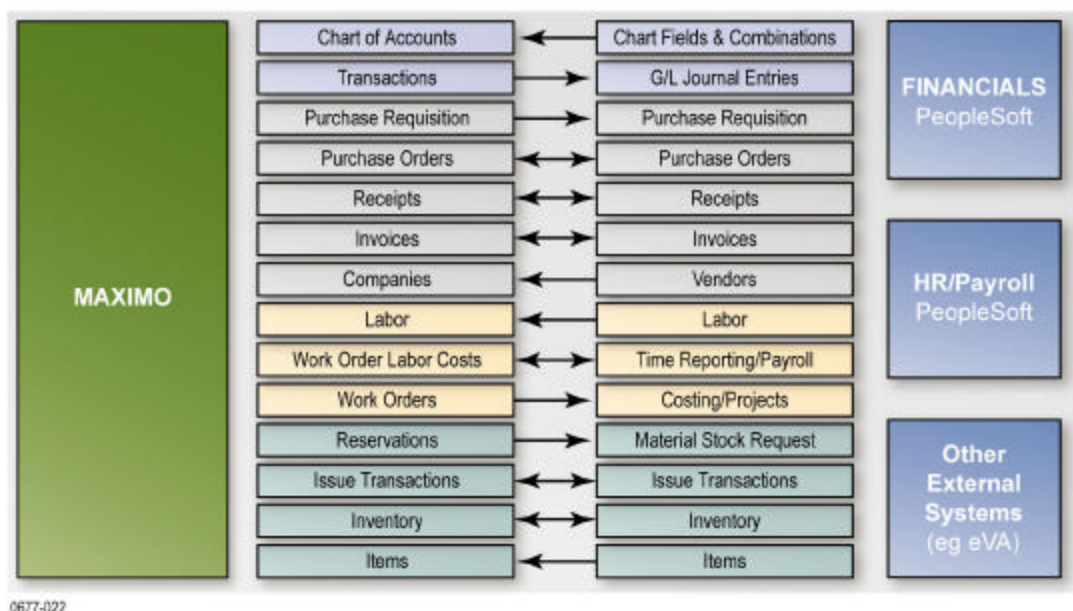 MAXIMO
Chart of Accounts
Chart Fields & Combinations
Transactions
G/L Journal Entries
Purchase Requisition
Purchase Requisition
Purchase Orders
Purchase Orders
Receipts
Receipts
Invoices
Invoices
Companies
Vendors
Labor
Labor
Work Order Labor Costs
Time Reporting/Payroll
Work Orders
Costing/Projects
Reservations
Material Stock Request
Issue Transactions
Issue Transactions
Inventory
Inventory
Items
Items
FINANCIALS
PeopleSoft
HR/Payroll
PeopleSoft
Other
External
Systems
(eg eVA)
0677-022